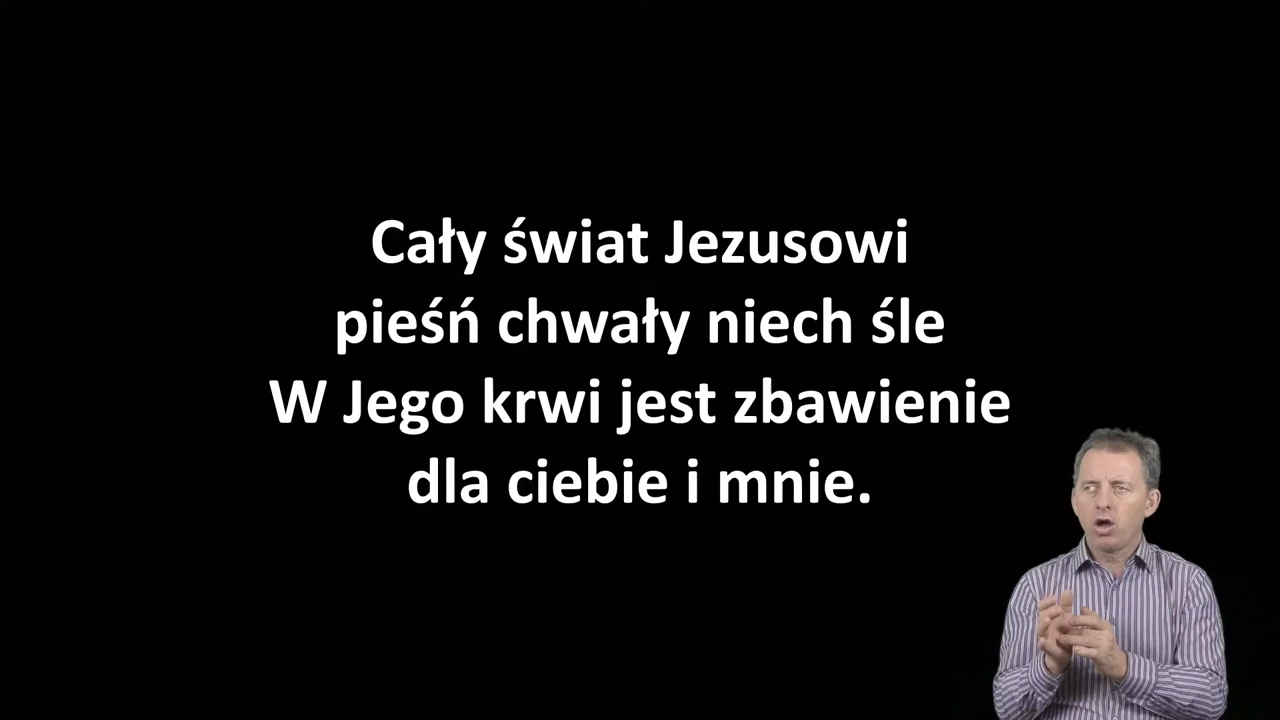 Cały świat Jezusowi
pieśń chwały niech śle
W Jego krwi jest zbawienie
dla ciebie i mnie.